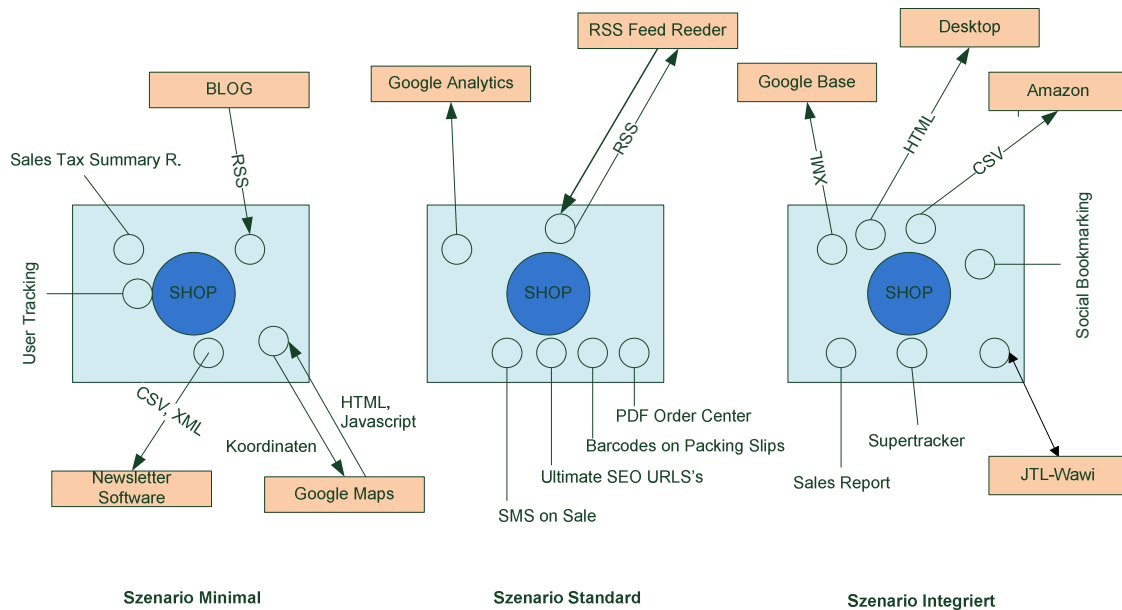 BLOG
Sales Tax Summary R.
RSS
SHOP
User Tracking
CSV, XML
Newsletter
Software
Koordinaten
HTML,
Javascript
Google Maps
Szenario Minimal
RSS Feed Reeder
Google Analytics
RSS
SHOP
PDF Order Center
Barcodes on Packing Slips
Ultimate SEO URLS's
SMS on Sale
Szenario Standard
Desktop
Google Base
Amazon
XML
HTML
CSV
SHOP
Social Bookmarking
Supertracker
Sales Report
JTL-Wawi
Szenario Integriert